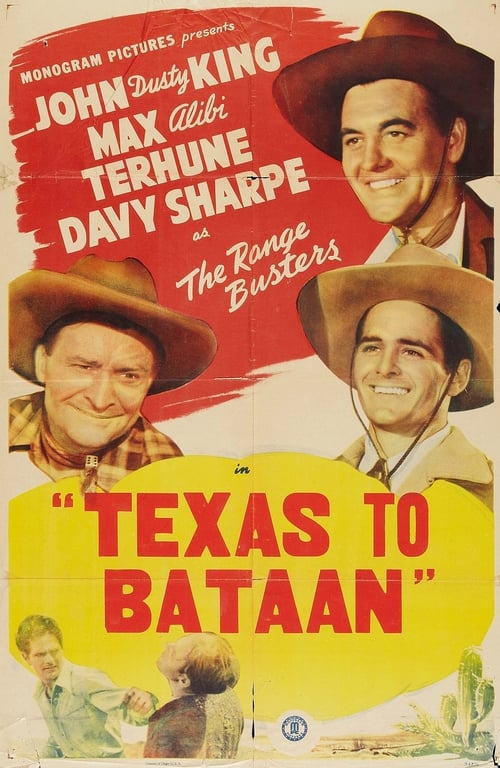 MONOGRAM PICTURES presents
JOHN Dusty KING
MAX Alibi
TERHUNE
DAVY SHARPE
as
The Range
Busters
in
"TEXAS TO
BATAAN"